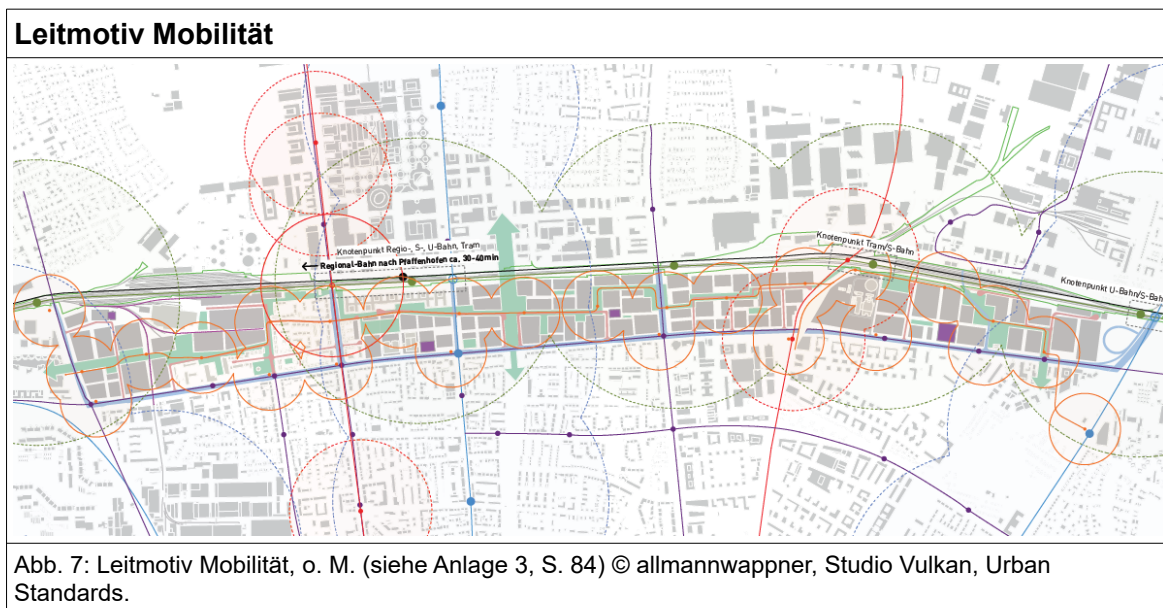 Leitmotiv Mobilität
Knotenpunkt Regio-, S-, U-Bahn, Tram
Regional-Bahn nach Pfaffenhofen ca. 30-40min
Knotenpunkt Tram/S-Bahn
Knotenpunkt U-Bahn/S-Bahn
Abb. 7: Leitmotiv Mobilität, o. M. (siehe Anlage 3, S. 84) © allmannwappner, Studio Vulkan, Urban
Standards.